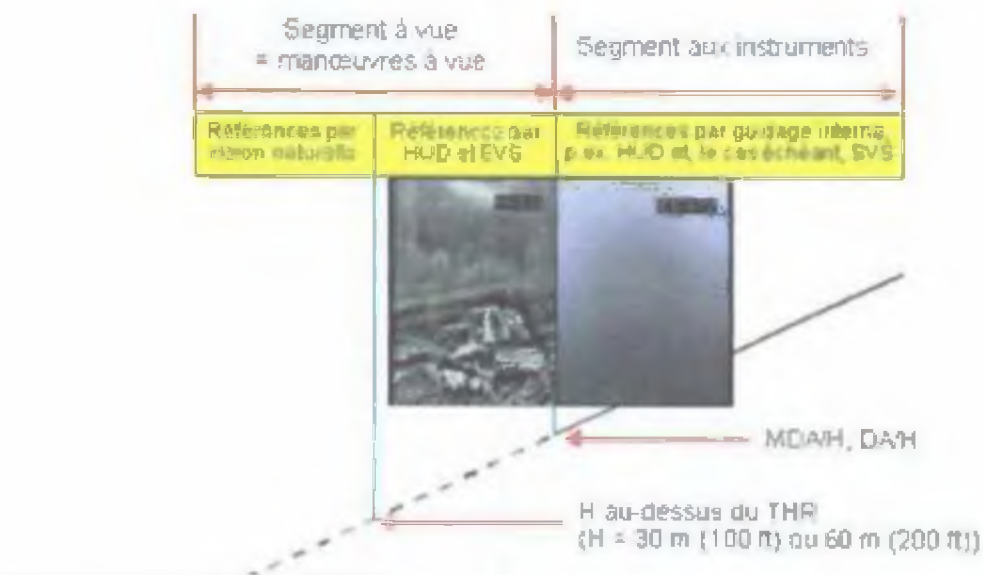 Segment à vue
= manœuvres à vue
Segment aux instruments
Références par
vision naturelle
Références par
HUD et EVS
Références par guidage interne,
p.ex. HUD et, le cas échéant, SVS
MDA/H, DA/H
H au-dessus du THR
(H = 30 m (100 ft) ou 60 m (200 ft))